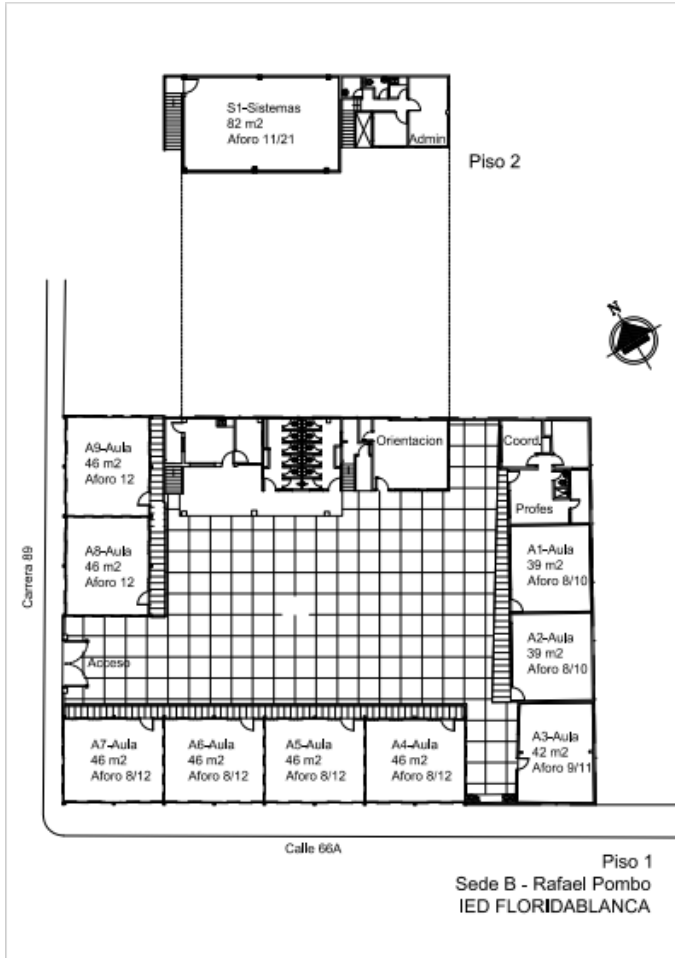 S1-Sistemas
82 m2
Aforo 11/21
Admin
Piso 2
N
A9-Aula
46 m2
Aforo 12
Orientacion
Coord.
Profes
A8-Aula
46 m2
Aforo 12
A1-Aula
39 m2
Aforo 8/10
Carrera 89
Acceso
A2-Aula
39 m2
Aforo 8/10
A7-Aula
46 m2
Aforo 8/12
A6-Aula
46 m2
Aforo 8/12
A5-Aula
46 m2
Aforo 8/12
A4-Aula
46 m2
Aforo 8/12
A3-Aula
42 m2
Aforo 9/11
Calle 66A
Piso 1
Sede B - Rafael Pombo
IED FLORIDABLANCA